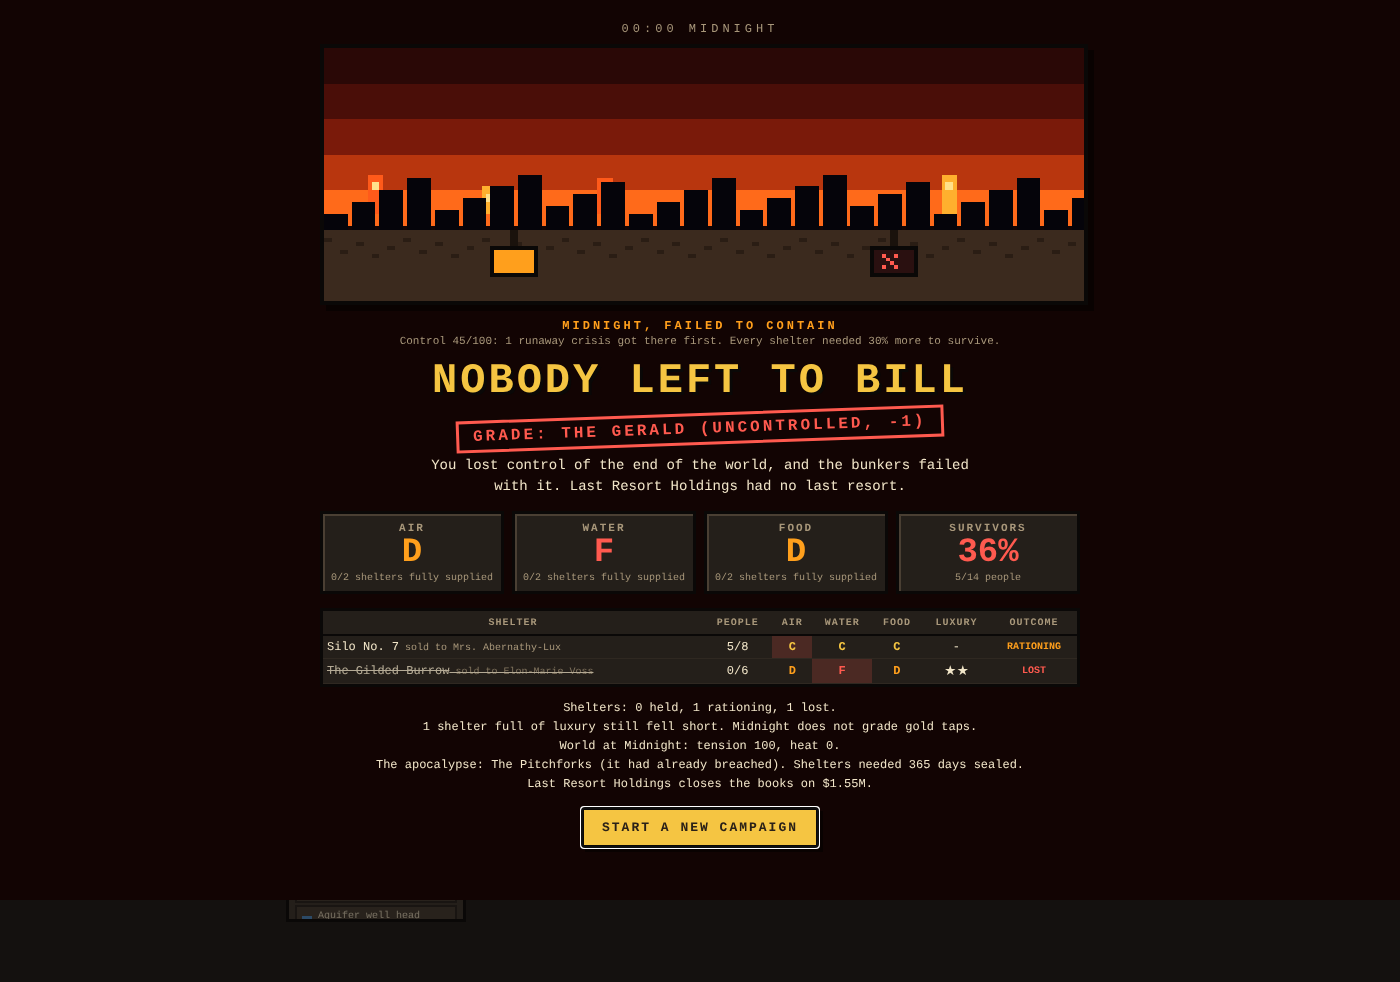 00:00 MIDNIGHT
MIDNIGHT, FAILED TO CONTAIN
Control 45/100: 1 runaway crisis got there first. Every shelter needed 30% more to survive.
NOBODY LEFT TO BILL
GRADE: THE GERALD (UNCONTROLLED, -1)
You lost control of the end of the world, and the bunkers failed
with it. Last Resort Holdings had no last resort.
AIR WATER FOOD SURVIVORS
D F D 36%
0/2 shelters fully supplied 0/2 shelters fully supplied 0/2 shelters fully supplied 5/14 people
SHELTER PEOPLE AIR WATER FOOD LUXURY OUTCOME
Silo No. 7 sold to Mrs. Abernathy-Lux 5/8 C C C - RATIONING
The Gilded Burrow sold to Elon-Marie Voss 0/6 D F D ★★ LOST
Shelters: 0 held, 1 rationing, 1 lost.
1 shelter full of luxury still fell short. Midnight does not grade gold taps.
World at Midnight: tension 100, heat 0.
The apocalypse: The Pitchforks (it had already breached). Shelters needed 365 days sealed.
Last Resort Holdings closes the books on $1.55M.
START A NEW CAMPAIGN
Aquifer well head